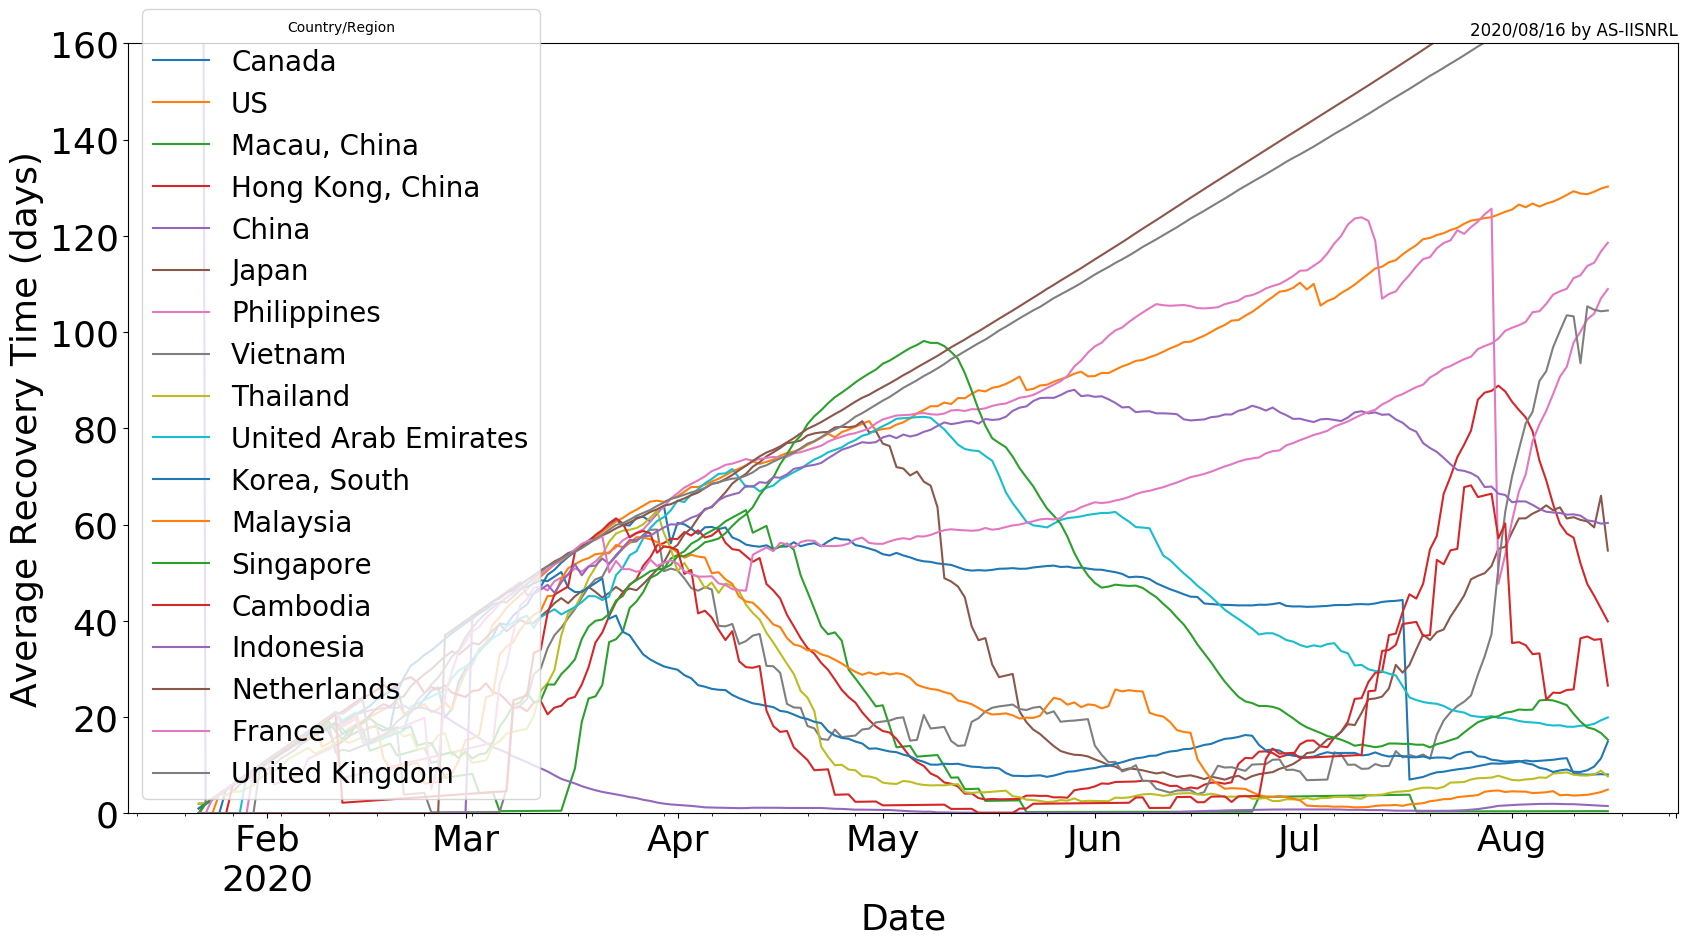 2020/08/16 by AS-IISNRL
Country/Region
Canada
US
Macau, China
Hong Kong, China
China
Japan
Philippines
Vietnam
Thailand
United Arab Emirates
Korea, South
Malaysia
Singapore
Cambodia
Indonesia
Netherlands
France
United Kingdom
Average Recovery Time (days)
160
140
120
100
80
60
40
20
0
Feb Mar Apr May Jun Jul Aug
2020
Date